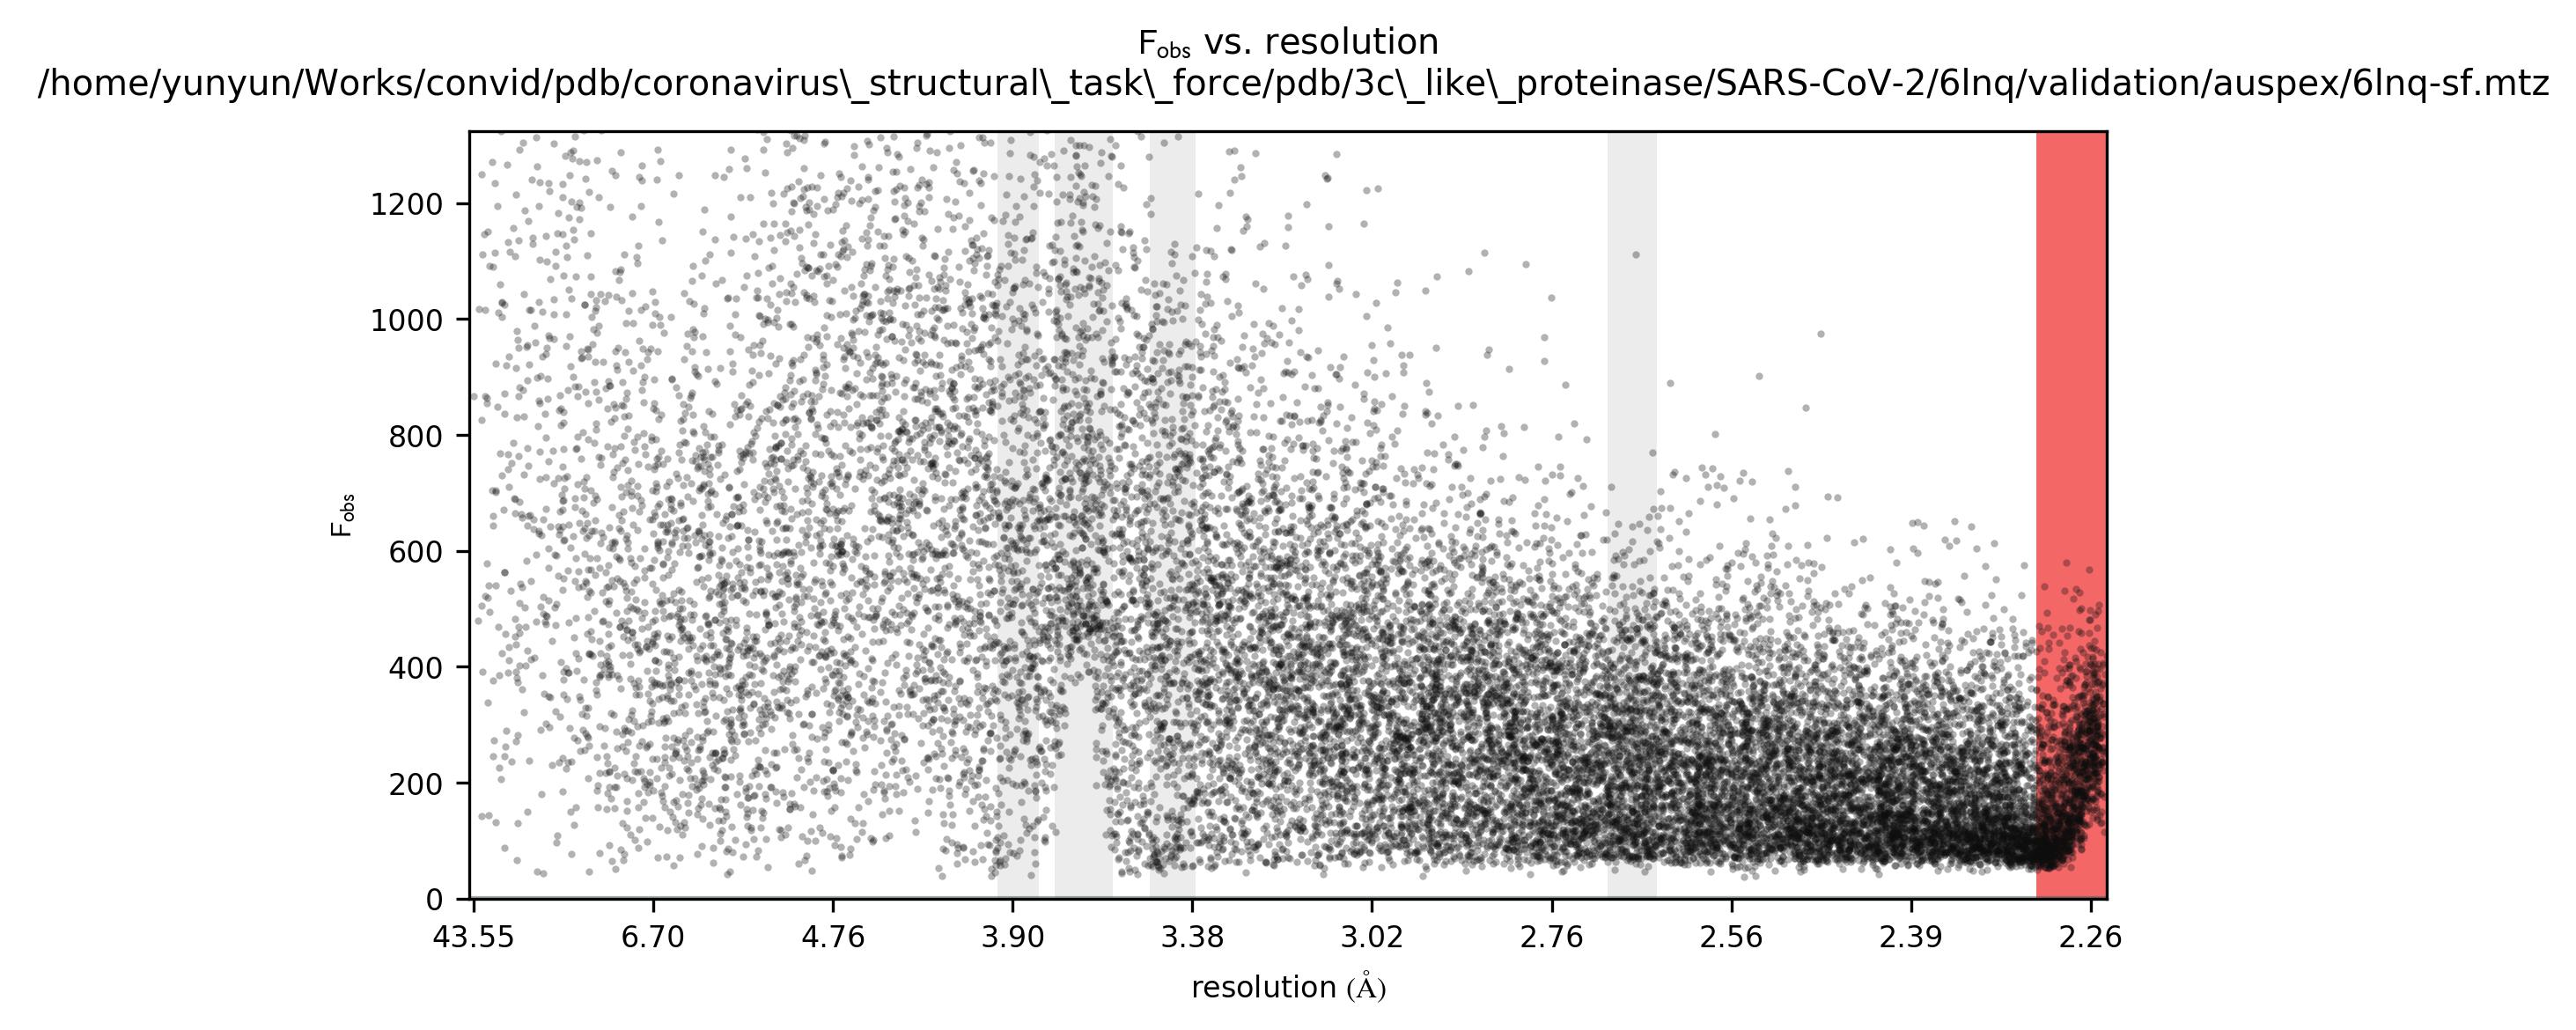 Fobs vs. resolution
/home/yunyun/Works/convid/pdb/coronavirus\_structural\_task\_force/pdb/3c\_like\_proteinase/SARS-CoV-2/6lnq/validation/auspex/6lnq-sf.mtz
1200
1000
800
600
400
200
0
Fobs
43.55 6.70 4.76 3.90 3.38 3.02 2.76 2.56 2.39 2.26
resolution (Å)